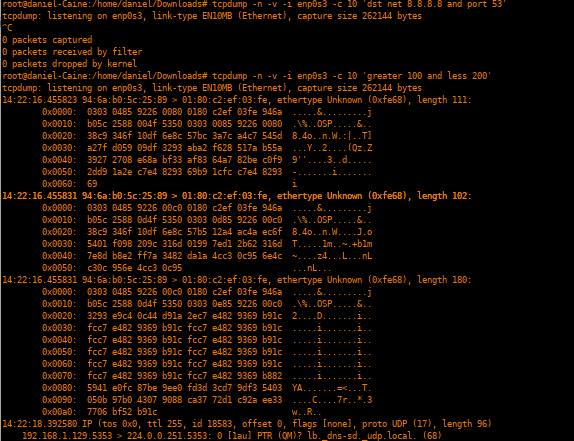 root@daniel-Caine:/home/daniel/Downloads# tcpdump -n -v -i enp0s3 -c 10 'dst net 8.8.8.8 and port 53'
tcpdump: listening on enp0s3, link-type EN10MB (Ethernet), capture size 262144 bytes
^C
0 packets captured
0 packets received by filter
0 packets dropped by kernel
root@daniel-Caine:/home/daniel/Downloads# tcpdump -n -v -i enp0s3 -c 10 'greater 100 and less 200'
tcpdump: listening on enp0s3, link-type EN10MB (Ethernet), capture size 262144 bytes
14:22:16.455823 94:6a:b0:5c:25:89 > 01:80:c2:ef:03:fe, ethertype Unknown (0xfe68), length 111:
0x0000: 0303 0485 9226 0080 0180 c2ef 03fe 946a .....&.........j
0x0010: b05c 2588 004f 5350 0303 0085 9226 0080 .\%..OSP.....&..
0x0020: 38c9 346f 10df 6e8c 57bc 3a7c a4c7 545d 8.4o..n.W.:|..T]
0x0030: a27f d059 09df 3293 aba2 f628 517a b55a ...Y..2....(Qz.Z
0x0040: 3927 2708 e68a bf33 af83 64a7 82be c0f9 9''....3..d.....
0x0050: 2dd9 1a2e c7e4 8293 69b9 1cfc c7e4 8293 -.......i.......
0x0060: 69 i
14:22:16.455831 94:6a:b0:5c:25:89 > 01:80:c2:ef:03:fe, ethertype Unknown (0xfe68), length 102:
0x0000: 0303 0485 9226 00c0 0180 c2ef 03fe 946a .....&.........j
0x0010: b05c 2588 0d4f 5350 0303 0d85 9226 00c0 .\%..OSP.....&..
0x0020: 38c9 346f 10df 6e8c 57b5 12a4 ac4a ec6f 8.4o..n.W....J.o
0x0030: 5401 f098 209c 316d 0199 7ed1 2b62 316d T.....1m..~.+b1m
0x0040: 7e8d b8e2 ff7a 3482 da1a 4cc3 0c95 6e4c ~....z4...L...nL
0x0050: c30c 956e 4cc3 0c95 ...nL...
14:22:16.455831 94:6a:b0:5c:25:89 > 01:80:c2:ef:03:fe, ethertype Unknown (0xfe68), length 180:
0x0000: 0303 0485 9226 00c0 0180 c2ef 03fe 946a .....&.........j
0x0010: b05c 2588 0d4f 5350 0303 0e85 9226 00c0 .\%..OSP.....&..
0x0020: 3293 e9c4 0c44 d91a 2ec7 e482 9369 b91c 2....D.......i..
0x0030: fcc7 e482 9369 b91c fcc7 e482 9369 b91c .....i.......i..
0x0040: fcc7 e482 9369 b91c fcc7 e482 9369 b91c .....i.......i..
0x0050: fcc7 e482 9369 b91c fcc7 e482 9369 b91c .....i.......i..
0x0060: fcc7 e482 9369 b91c fcc7 e482 9369 b91c .....i.......i..
0x0070: fcc7 e482 9369 b91c fcc7 e482 9369 b882 .....i.......i..
0x0080: 5941 e0fc 87be 9ee0 fd3d 3cd7 9df3 5403 YA.......=<...T.
0x0090: 050b 97b0 4307 9088 ca37 72d1 c92a ee33 ....C....7r..*.3
0x00a0: 7706 bf52 b91c w..R..
14:22:18.392580 IP (tos 0x0, ttl 255, id 18583, offset 0, flags [none], proto UDP (17), length 96)
192.168.1.129.5353 > 224.0.0.251.5353: 0 [1au] PTR (QM)? lb._dns-sd._udp.local. (68)